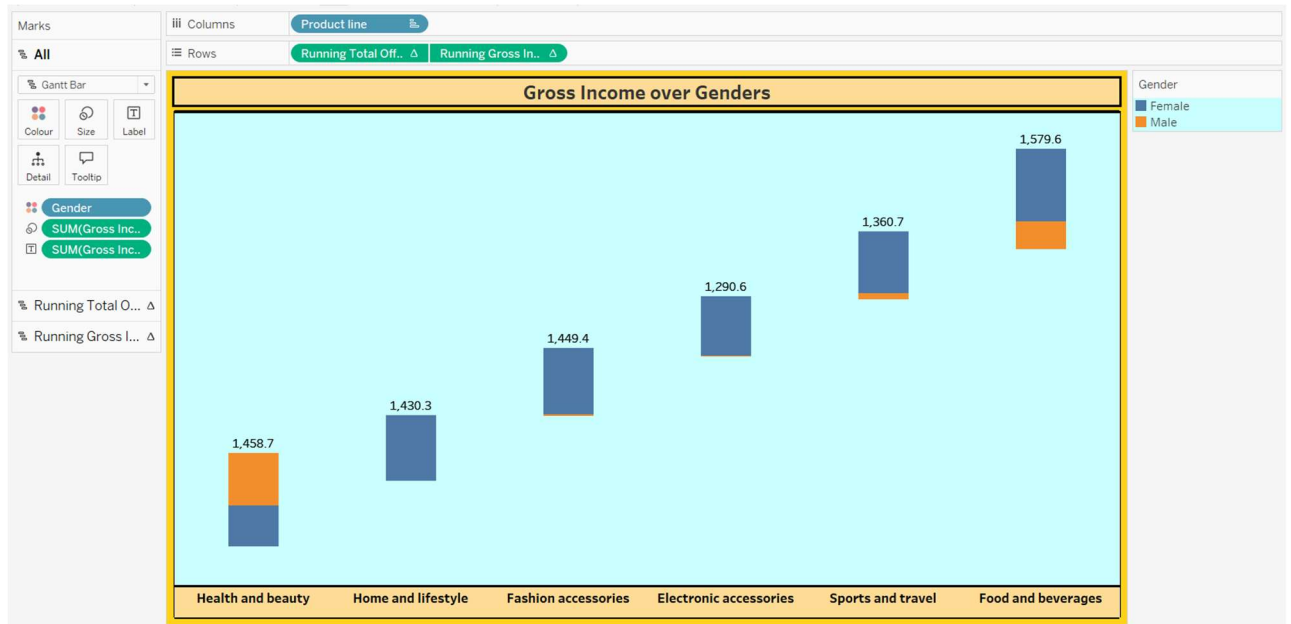 Marks
All
Gantt Bar
Colour Size Label
Detail Tooltip
Gender
SUM(Gross Inc..
SUM(Gross Inc..
Running Total O... Δ
Running Gross I... Δ
Columns Product line
Rows Running Total Off.. Δ Running Gross In.. Δ
Gross Income over Genders
1,579.6
1,360.7
1,290.6
1,449.4
1,430.3
1,458.7
Health and beauty Home and lifestyle Fashion accessories Electronic accessories Sports and travel Food and beverages
Gender
Female
Male